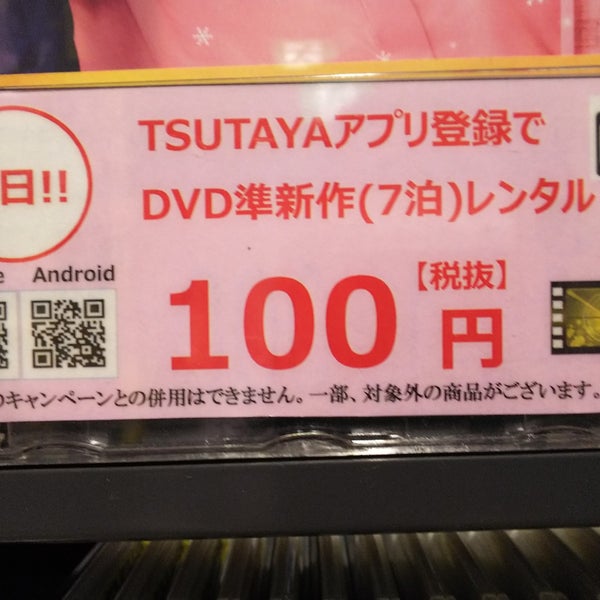 TSUTAYAアプリ登録で
日!!
DVD準新作(7泊)レンタル
e Android
100円
【税抜】
のキャンペーンとの併用はできません。一部、対象外の商品がございます。